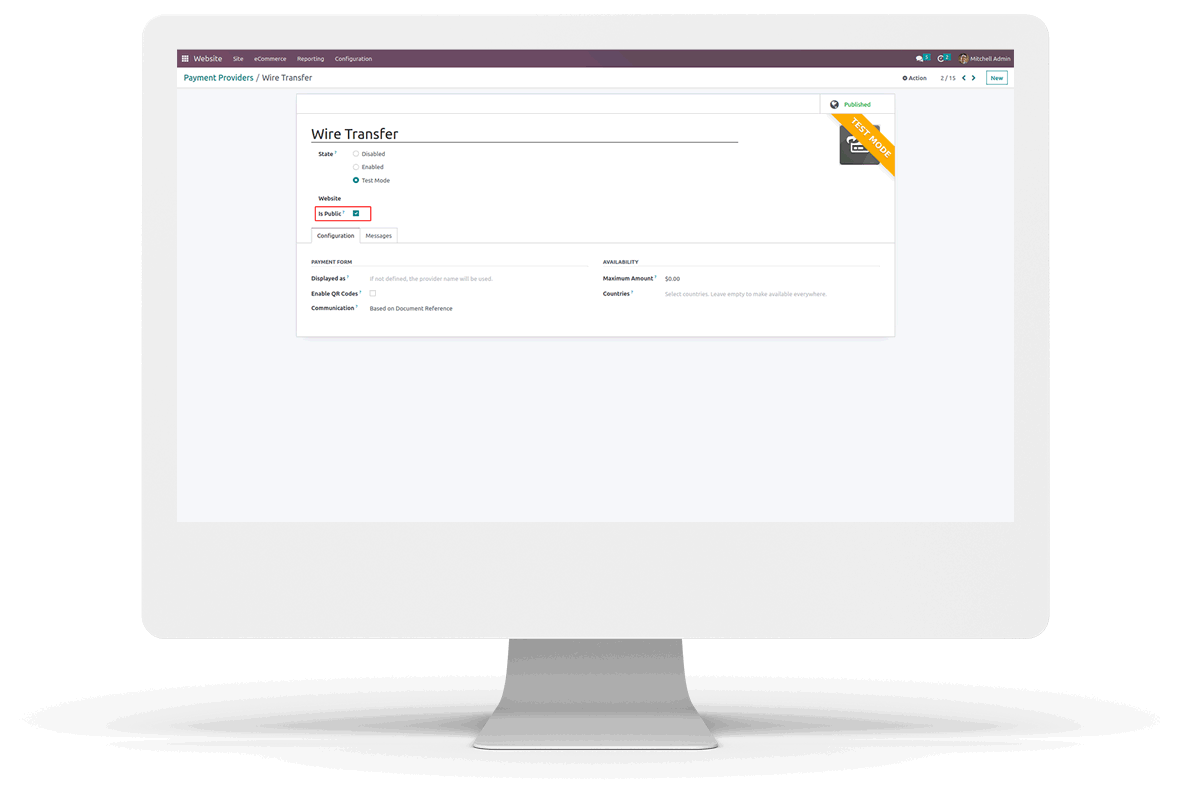 Website Site eCommerce Reporting Configuration 5 2 Mitchell Admin
Payment Providers / Wire Transfer Action 2 / 15 New
Published
TEST MODE
Wire Transfer
State ? Disabled
Enabled
Test Mode
Website
Is Public ?
Configuration Messages
PAYMENT FORM AVAILABILITY
Displayed as ? If not defined, the provider name will be used. Maximum Amount ? $0.00
Enable QR Codes ? Countries ? Select countries. Leave empty to make available everywhere.
Communication ? Based on Document Reference